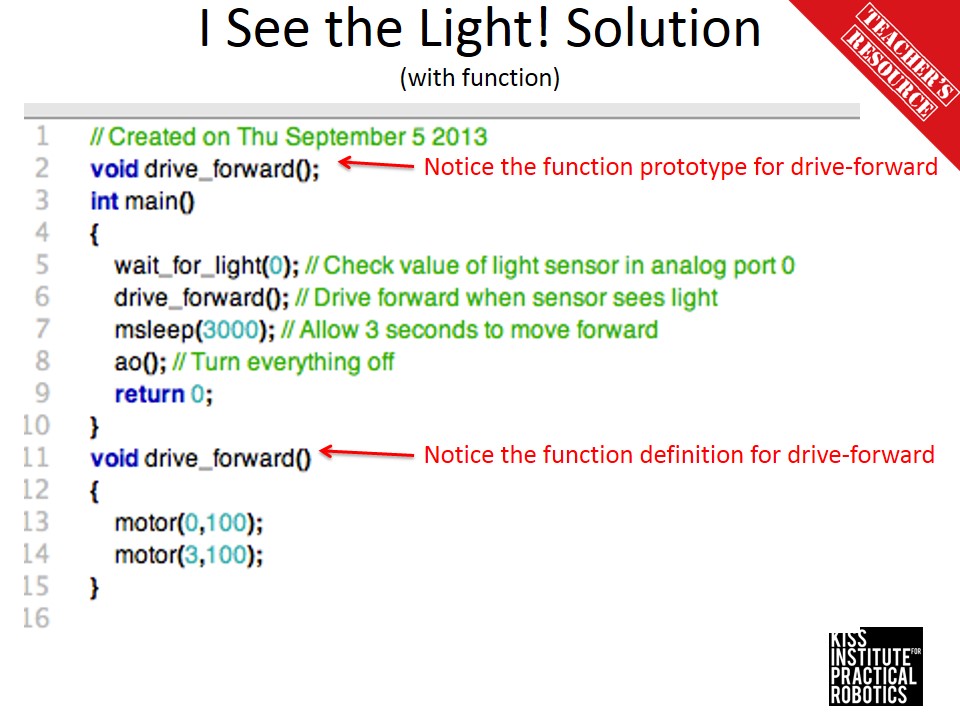 I See the Light! Solution
(with function)
TEACHER'S
RESOURCE
1 // Created on Thu September 5 2013
2 void drive_forward(); Notice the function prototype for drive-forward
3 int main()
4 {
5 wait_for_light(0); // Check value of light sensor in analog port 0
6 drive_forward(); // Drive forward when sensor sees light
7 msleep(3000); // Allow 3 seconds to move forward
8 ao(); // Turn everything off
9 return 0;
10 }
11 void drive_forward() Notice the function definition for drive-forward
12 {
13 motor(0,100);
14 motor(3,100);
15 }
16
KISS
INSTITUTE FOR
PRACTICAL
ROBOTICS